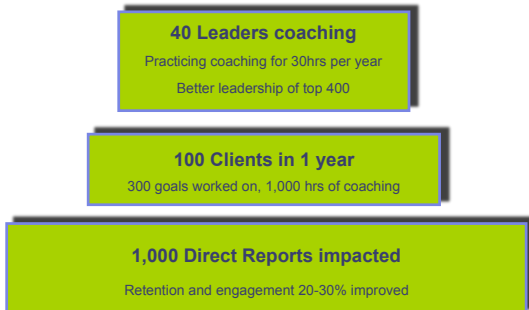 40 Leaders coaching
Practicing coaching for 30hrs per year
Better leadership of top 400
100 Clients in 1 year
300 goals worked on, 1,000 hrs of coaching
1,000 Direct Reports impacted
Retention and engagement 20-30% improved